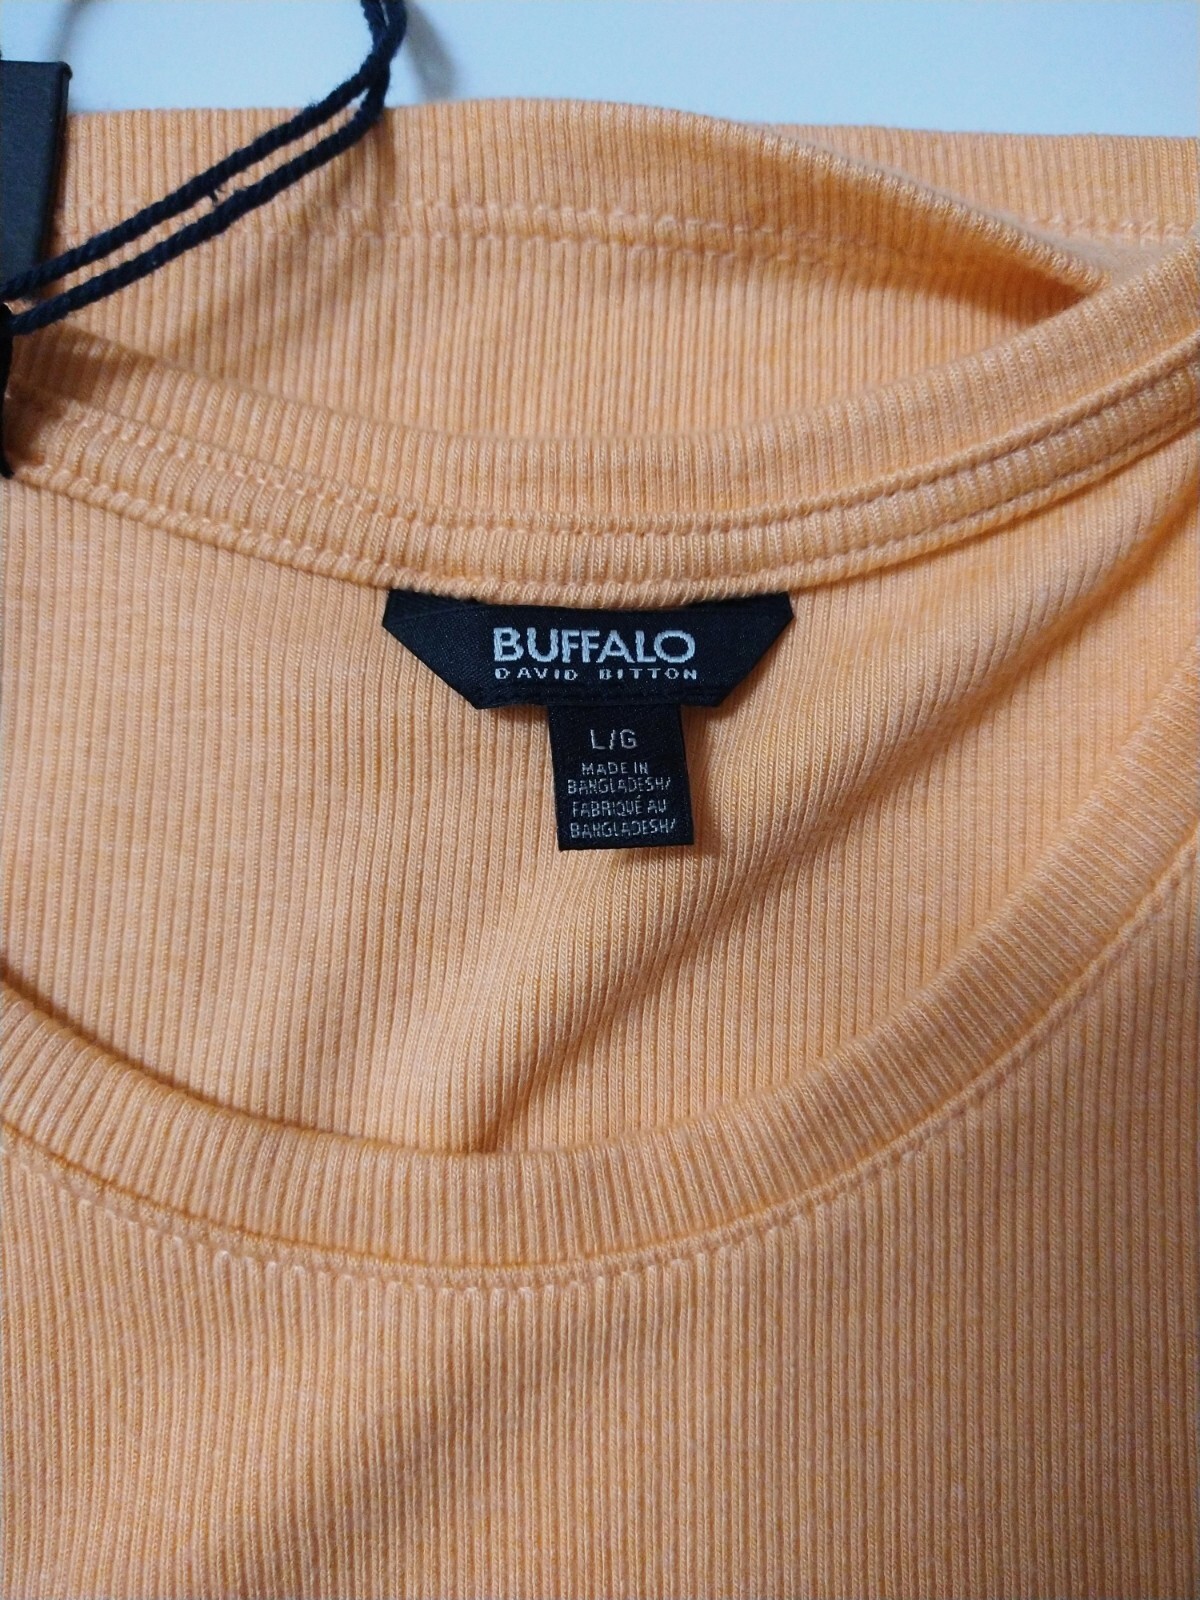 BUFFALO
DAVID BITTON
L/G
MADE IN
BANGLADESH/
FABRIQUÉ AU
BANGLADESH/